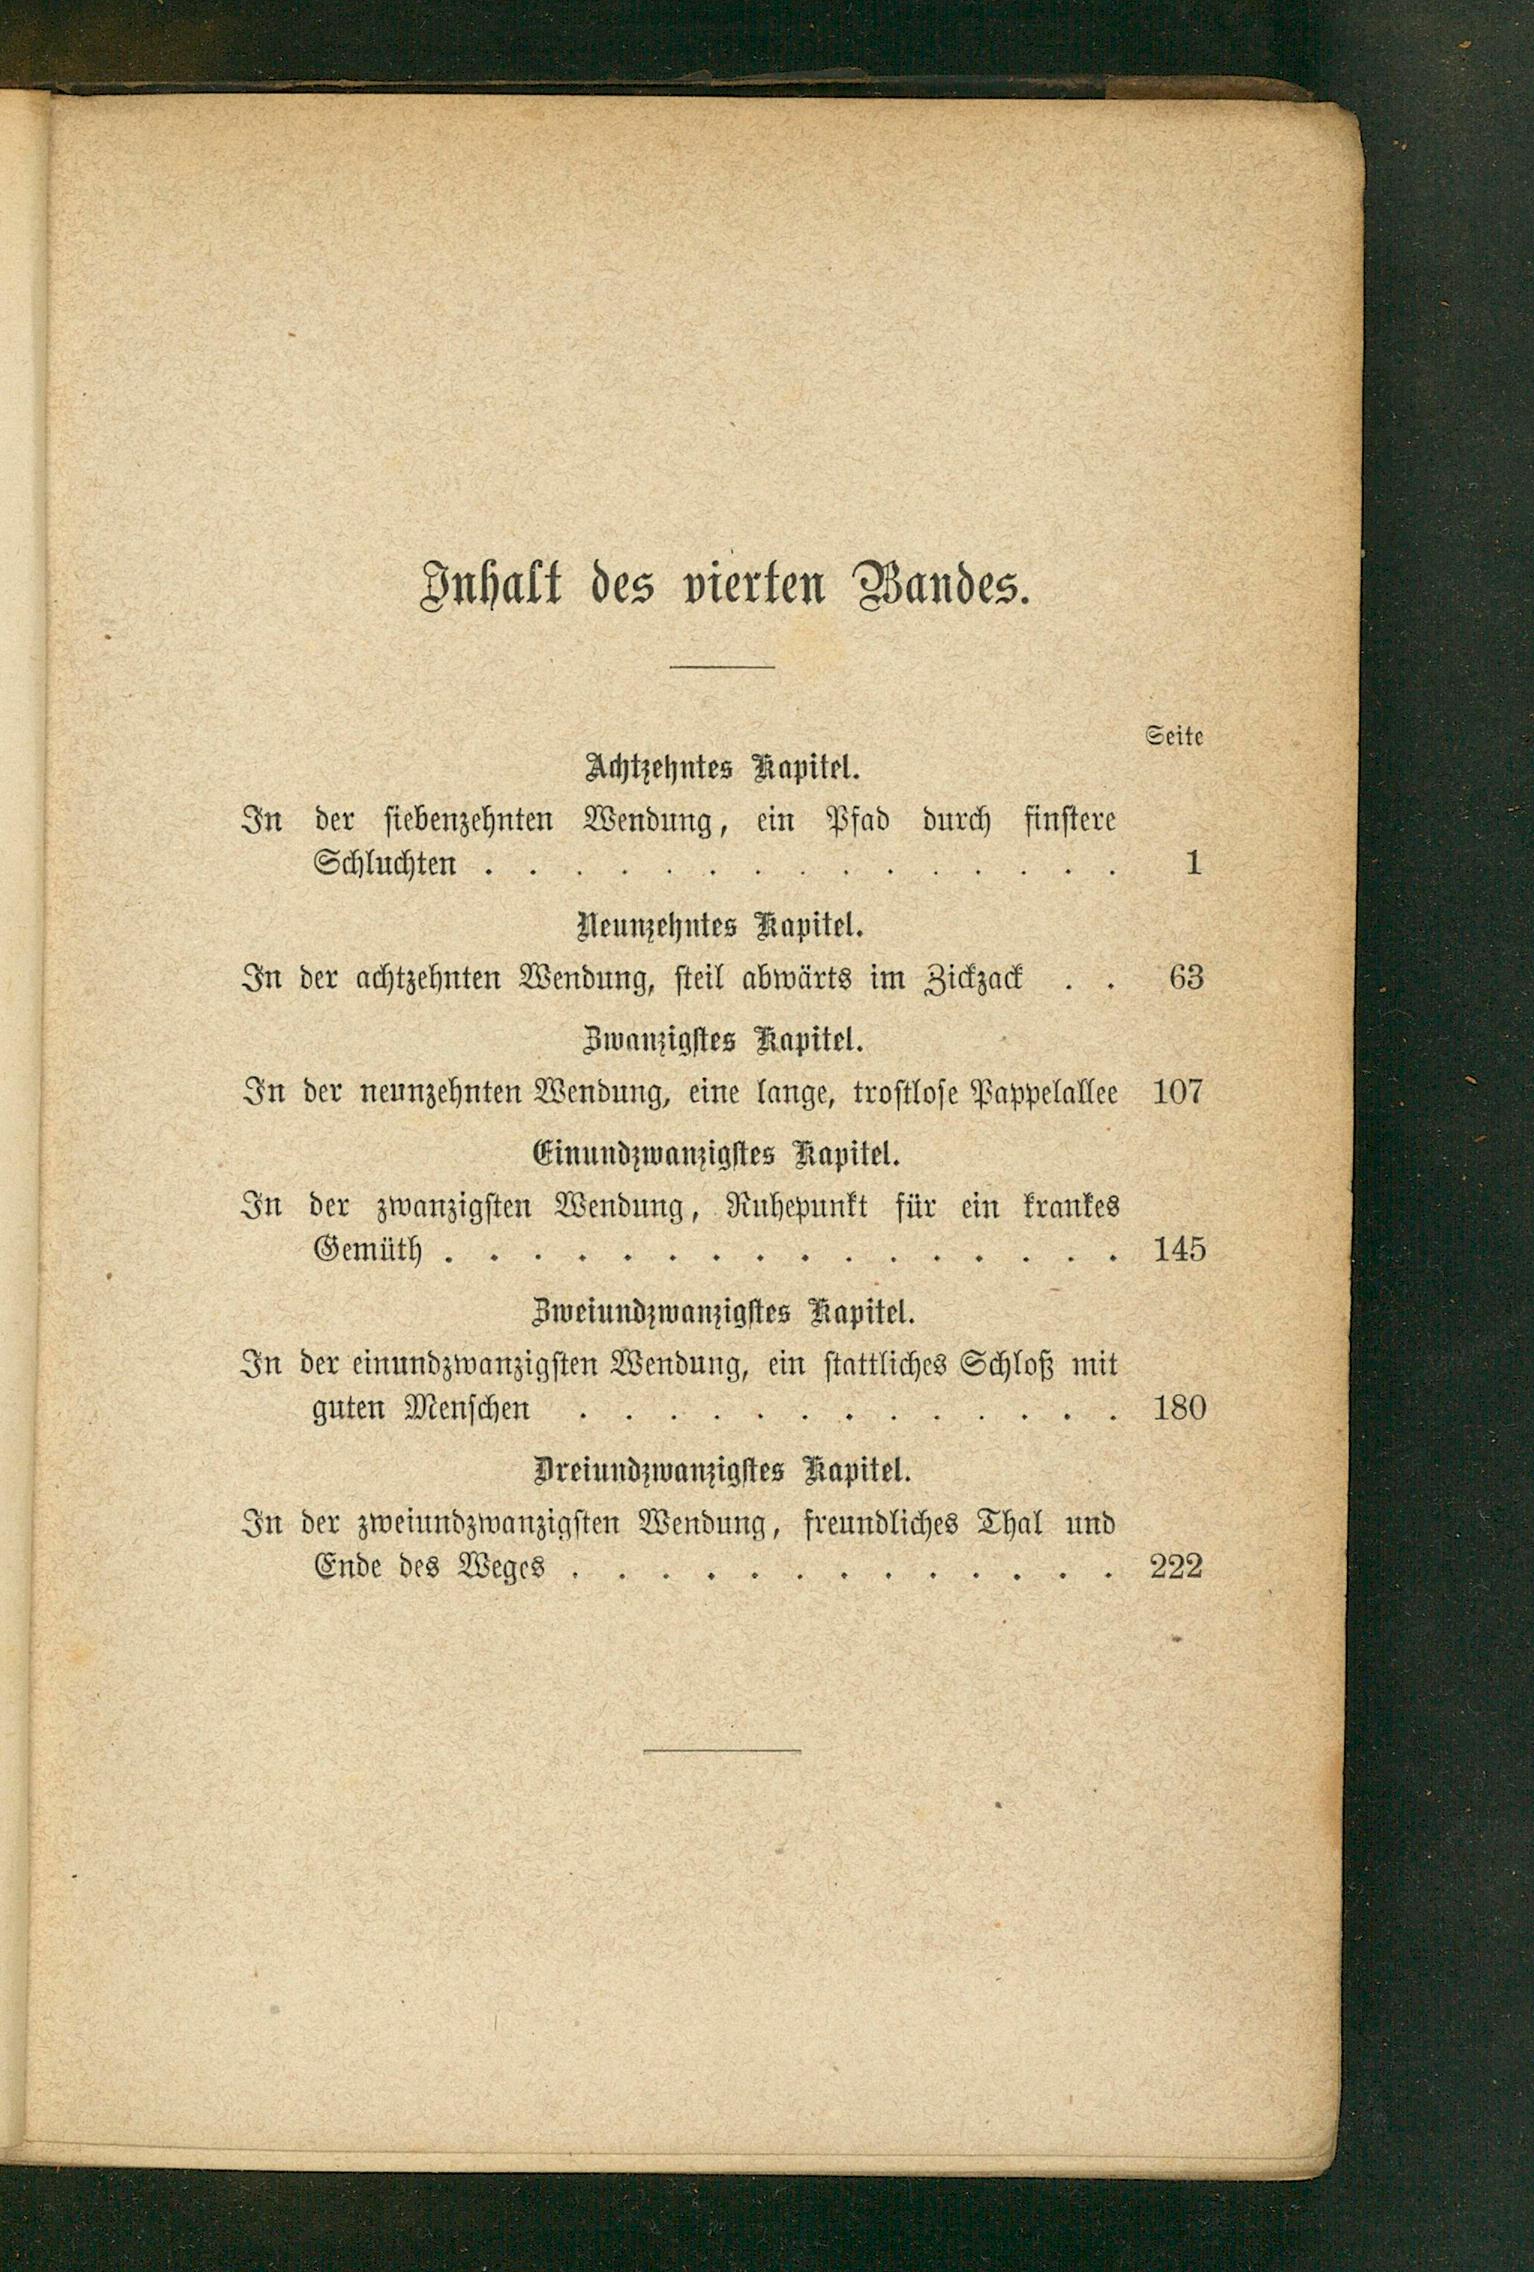 Inhalt des vierten Bandes.
Seite
Achtzehntes Kapitel.
In der siebenzehnten Wendung, ein Pfad durch finstere
Schluchten . . . . . . . . . . . . . . . 1
Neunzehntes Kapitel.
In der achtzehnten Wendung, steil abwärts im Zickzack . . 63
Zwanzigstes Kapitel.
In der neunzehnten Wendung, eine lange, trostlose Pappelallee 107
Einundzwanzigstes Kapitel.
In der zwanzigsten Wendung, Ruhepunkt für ein krankes
Gemüth . . . . . . . . . . . . . . . . 145
Zweiundzwanzigstes Kapitel.
In der einundzwanzigsten Wendung, ein stattliches Schloß mit
guten Menschen . . . . . . . . . . . . . 180
Dreiundzwanzigstes Kapitel.
In der zweiundzwanzigsten Wendung, freundliches Thal und
Ende des Weges . . . . . . . . . . . . . 222